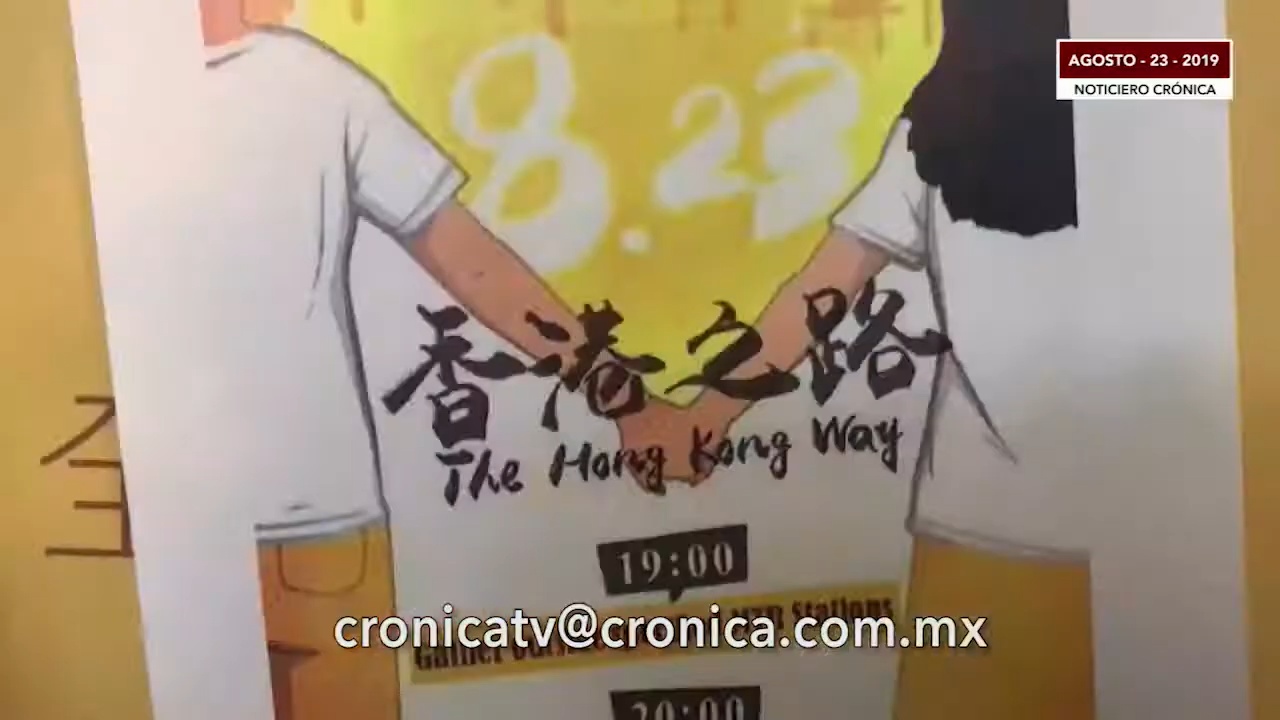 AGOSTO - 23 - 2019
NOTICIERO CRÓNICA
8.23
香港之路
The Hong Kong Way
19:00
cronicatv@cronica.com.mx
Stations
20:00